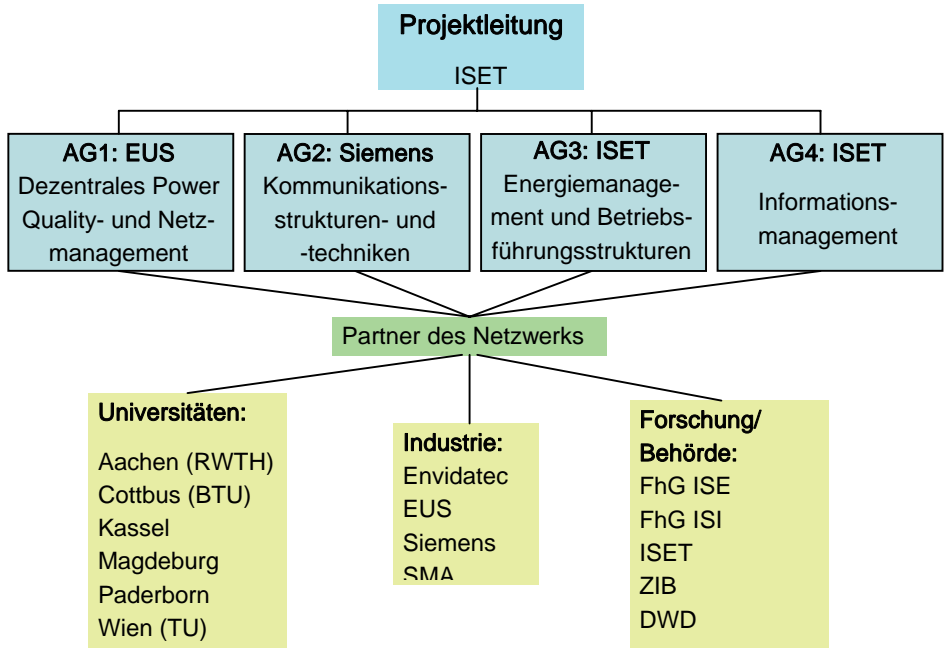 Projektleitung
ISET
AG1: EUS
Dezentrales Power
Quality- und Netz-
management
AG2: Siemens
Kommunikations-
strukturen- und
-techniken
AG3: ISET
Energiemanage-
ment und Betriebs-
führungsstrukturen
AG4: ISET
Informations-
management
Partner des Netzwerks
Universitäten:
Aachen (RWTH)
Cottbus (BTU)
Kassel
Magdeburg
Paderborn
Wien (TU)
Industrie:
Envidatec
EUS
Siemens
SMA
Forschung/
Behörde:
FhG ISE
FhG ISI
ISET
ZIB
DWD